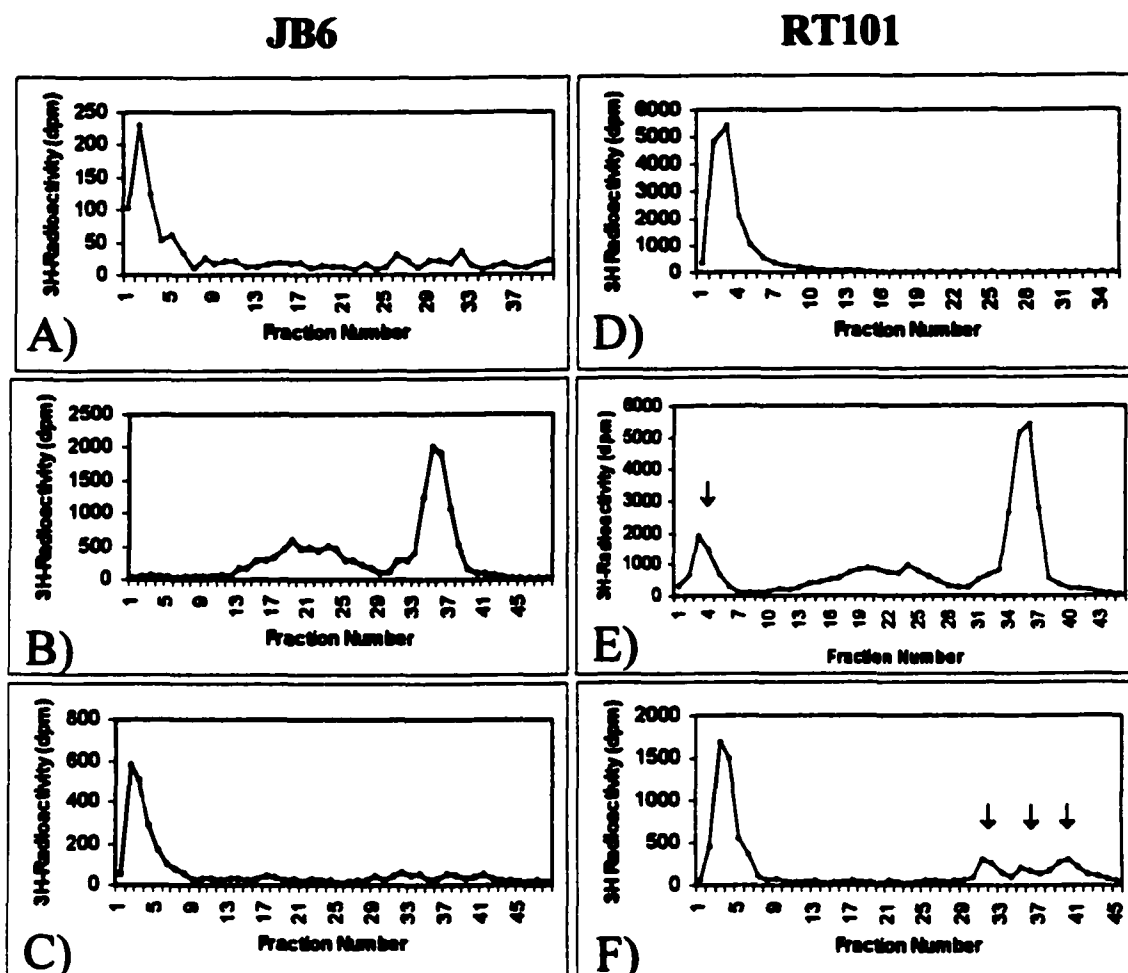 JB6
RT101
3H-Radioactivity (dpm)
250
200
150
100
50
0
1 5 9 13 17 21 25 29 33 37
Fraction Number
A)
3H Radioactivity (dpm)
6000
5000
4000
3000
2000
1000
0
1 4 7 10 13 16 19 22 25 28 31 34
Fraction Number
D)
3H-Radioactivity (dpm)
2500
2000
1500
1000
500
0
1 5 9 13 17 21 25 29 33 37 41 45
Fraction Number
B)
3H-Radioactivity (dpm)
6000
5000
4000
3000
2000
1000
0
1 4 7 10 13 16 19 22 25 28 31 34 37 40 43
Fraction Number
E)
3H-Radioactivity (dpm)
800
600
400
200
0
1 5 9 13 17 21 25 29 33 37 41 45
Fraction Number
C)
3H Radioactivity (dpm)
2000
1500
1000
500
0
1 5 9 13 17 21 25 29 33 37 41 45
Fraction Number
F)